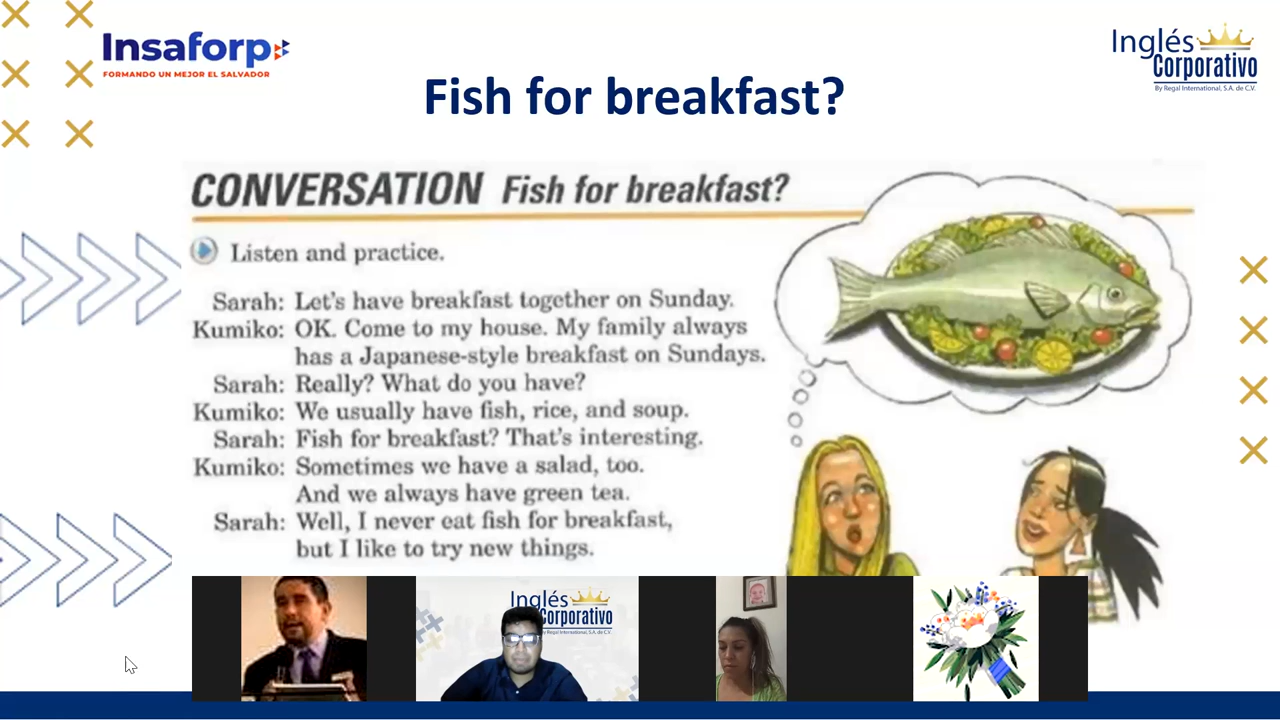 Insaforp
FORMANDO UN MEJOR EL SALVADOR
Inglés
Corporativo
By Regal International, S.A. de C.V.
Fish for breakfast?
CONVERSATION Fish for breakfast?
Listen and practice.
Sarah: Let's have breakfast together on Sunday.
Kumiko: OK. Come to my house. My family always
has a Japanese-style breakfast on Sundays.
Sarah: Really? What do you have?
Kumiko: We usually have fish, rice, and soup.
Sarah: Fish for breakfast? That's interesting.
Kumiko: Sometimes we have a salad, too.
And we always have green tea.
Sarah: Well, I never eat fish for breakfast,
but I like to try new things.
Inglés
Corporativo
By Regal International, S.A. de C.V.